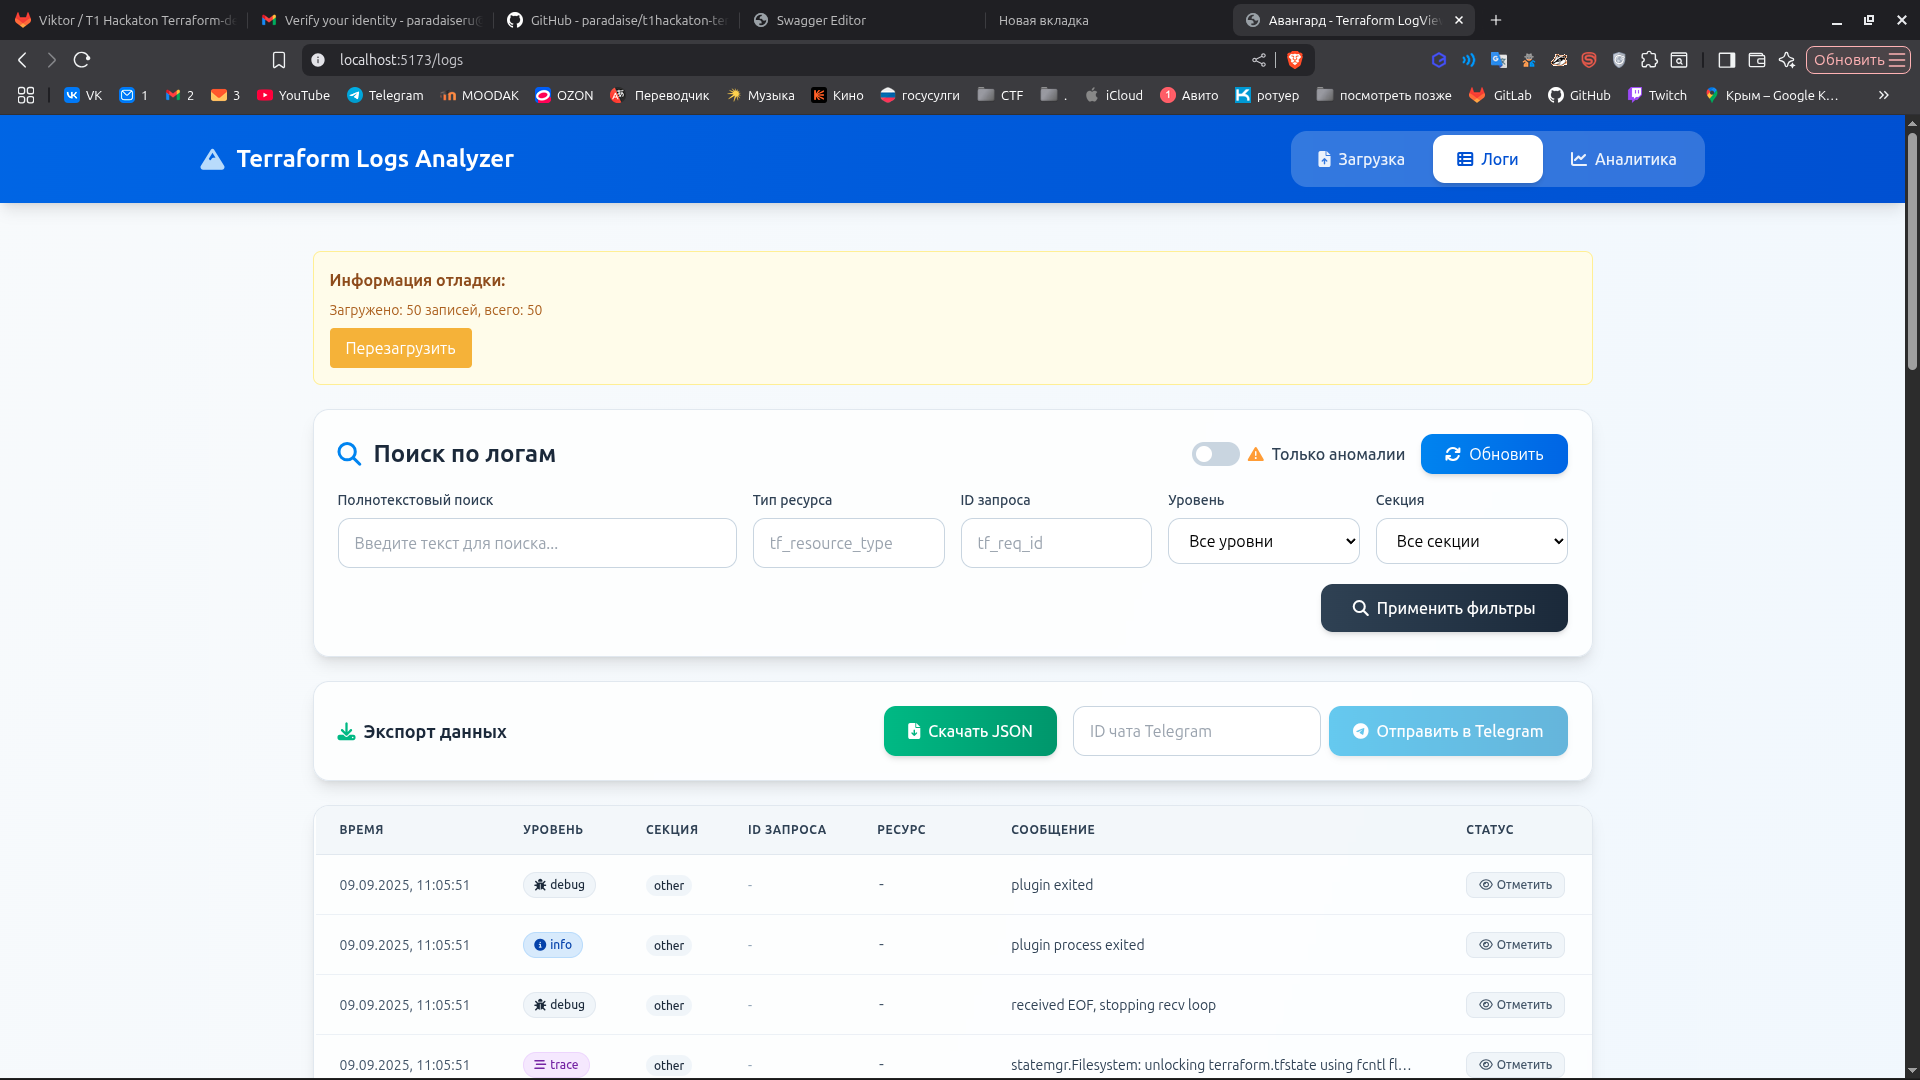 Viktor / T1 Hackaton Terraform-d
Verify your identity - paradaiseru@
GitHub - paradaise/t1hackaton-te
Swagger Editor
Новая вкладка
Авангард - Terraform LogVie
localhost:5173/logs
Обновить
VK
1
2
3
YouTube
Telegram
MOODAK
OZON
Переводчик
Музыка
Кино
госусулги
CTF
.
iCloud
1 Авито
ротуер
посмотреть позже
GitLab
GitHub
Twitch
Крым – Google К...
Terraform Logs Analyzer
Загрузка
Логи
Аналитика
Информация отладки:
Загружено: 50 записей, всего: 50
Перезагрузить
Поиск по логам
Только аномалии
Обновить
Полнотекстовый поиск
Тип ресурса
ID запроса
Уровень
Секция
Введите текст для поиска...
tf_resource_type
tf_req_id
Все уровни
Все секции
Применить фильтры
Экспорт данных
Скачать JSON
ID чата Telegram
Отправить в Telegram
ВРЕМЯ УРОВЕНЬ СЕКЦИЯ ID ЗАПРОСА РЕСУРС СООБЩЕНИЕ СТАТУС
09.09.2025, 11:05:51 debug other - - plugin exited Отметить
09.09.2025, 11:05:51 info other - - plugin process exited Отметить
09.09.2025, 11:05:51 debug other - - received EOF, stopping recv loop Отметить
09.09.2025, 11:05:51 trace other - - statemgr.Filesystem: unlocking terraform.tfstate using fcntl fl... Отметить